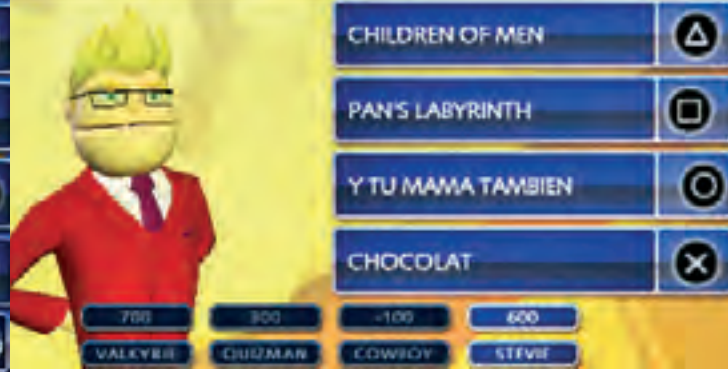 CHILDREN OF MEN
PAN'S LABYRINTH
Y TU MAMA TAMBIEN
CHOCOLAT
700 300 -100 600
VALKYRIE QUIZMAN COWBOY STEVIE